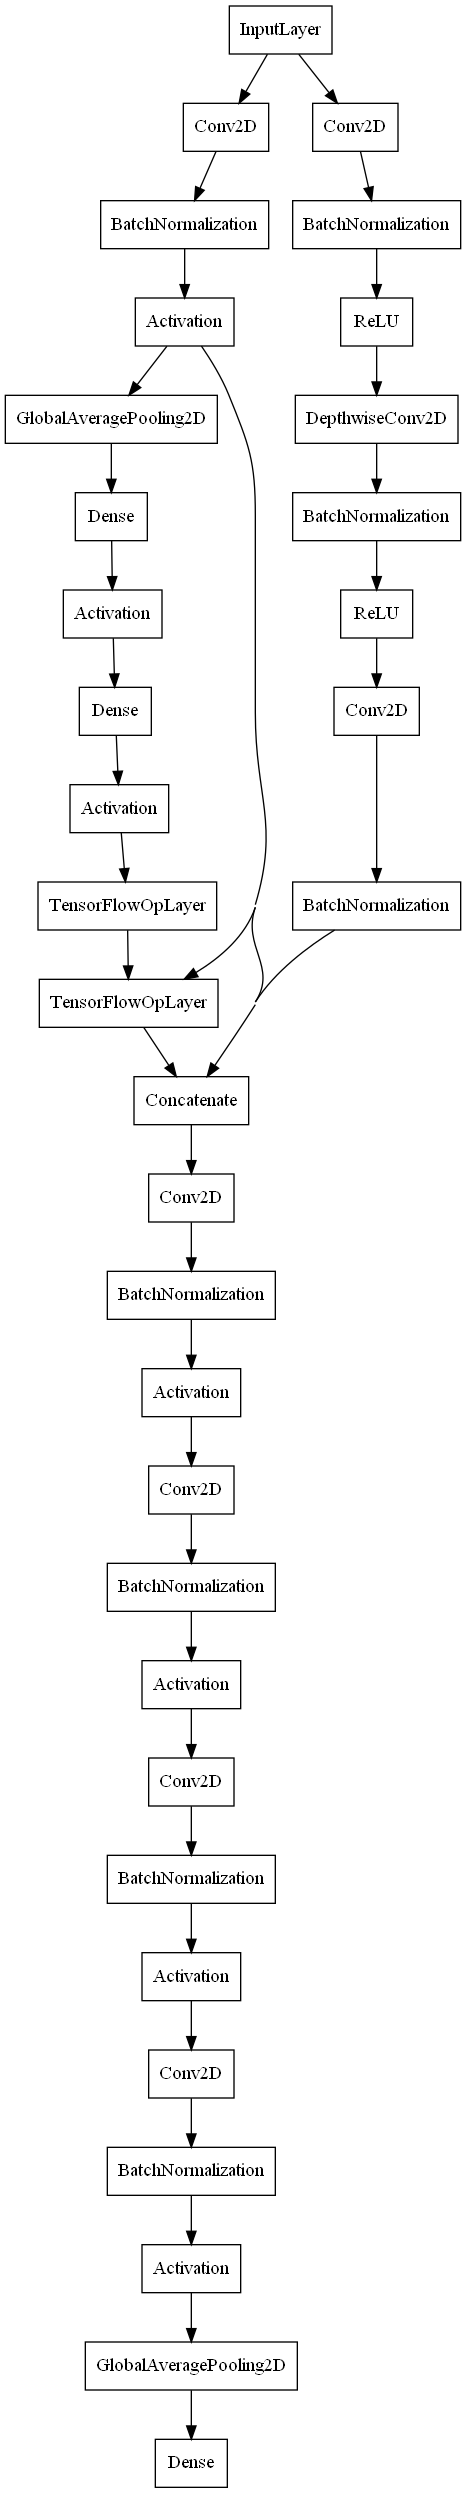 InputLayer
Conv2D
Conv2D
BatchNormalization
BatchNormalization
Activation
ReLU
GlobalAveragePooling2D
DepthwiseConv2D
Dense
BatchNormalization
Activation
ReLU
Dense
Conv2D
Activation
TensorFlowOpLayer
BatchNormalization
TensorFlowOpLayer
Concatenate
Conv2D
BatchNormalization
Activation
Conv2D
BatchNormalization
Activation
Conv2D
BatchNormalization
Activation
Conv2D
BatchNormalization
Activation
GlobalAveragePooling2D
Dense